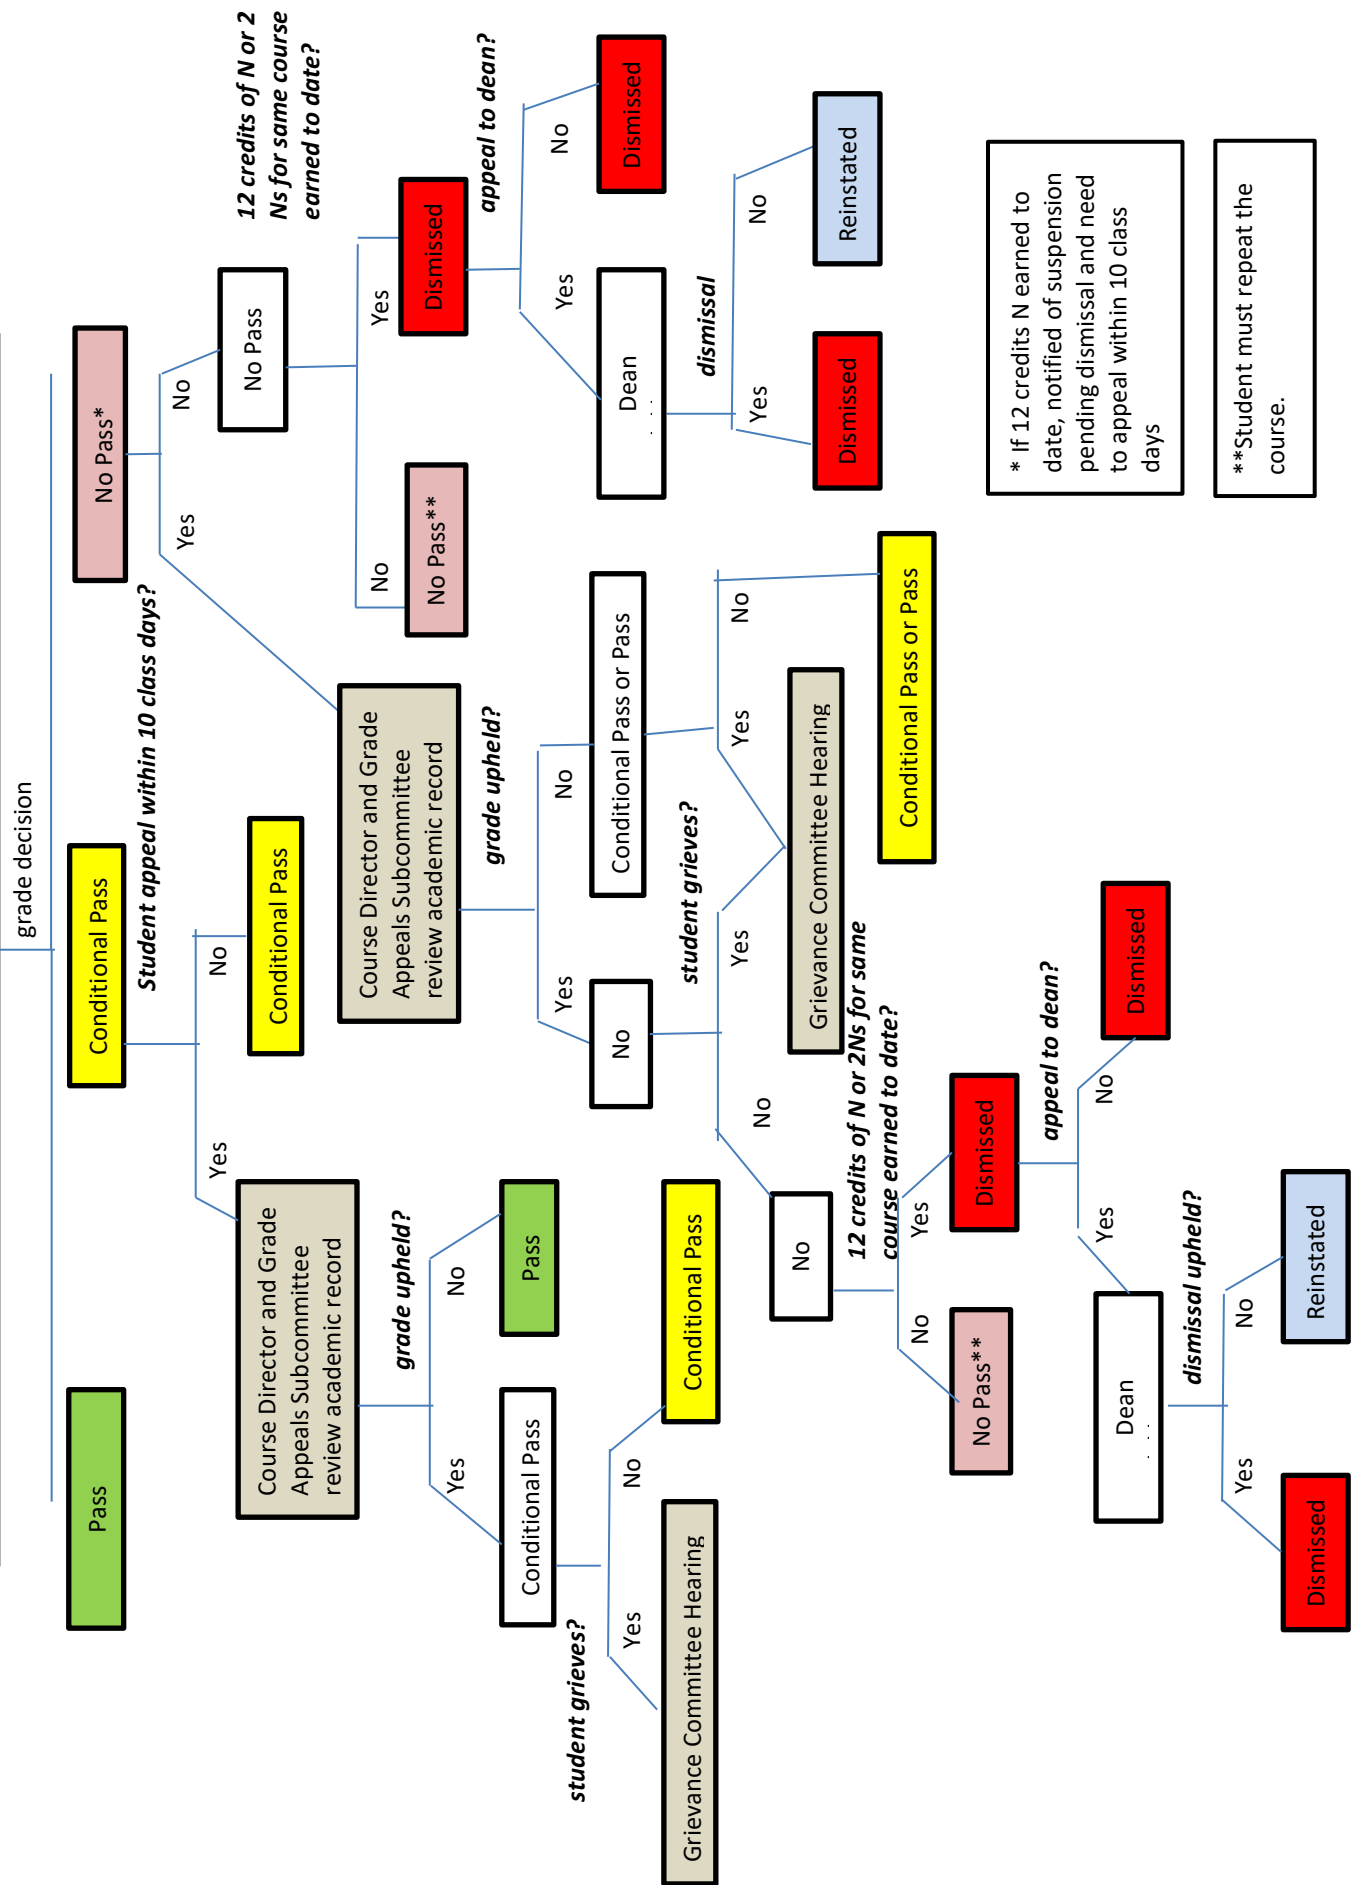 grade decision
Pass
Conditional Pass
No Pass*
Student appeal within 10 class days?
Yes
No
Yes
No
Course Director and Grade
Appeals Subcommittee
review academic record
Conditional Pass
No Pass
12 credits of N or 2
Ns for same course
earned to date?
grade upheld?
Course Director and Grade
Appeals Subcommittee
review academic record
No
Yes
No Pass**
Dismissed
Yes
No
grade upheld?
appeal to dean?
Conditional Pass
Pass
Yes
No
Yes
No
student grieves?
No
Conditional Pass or Pass
Dean
Dismissed
Yes
No
student grieves?
dismissal
Grievance Committee Hearing
Conditional Pass
No
Yes
Yes
No
Yes
No
No
Grievance Committee Hearing
Dismissed
Reinstated
12 credits of N or 2Ns for same
course earned to date?
Conditional Pass or Pass
No
Yes
No Pass**
Dismissed
appeal to dean?
Yes
No
Dean
Dismissed
dismissal upheld?
Yes
No
Dismissed
Reinstated
* If 12 credits N earned to
date, notified of suspension
pending dismissal and need
to appeal within 10 class
days
**Student must repeat the
course.